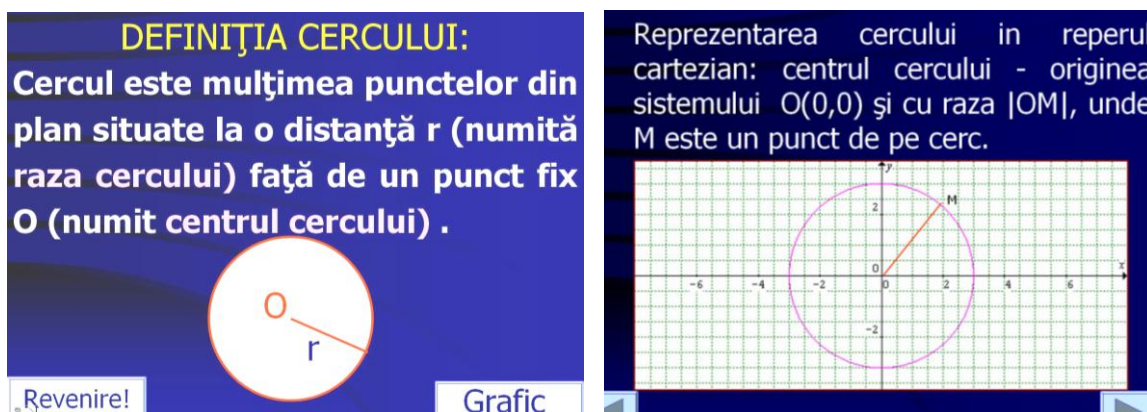 DEFINIŢIA CERCULUI:
Cercul este mulţimea punctelor din
plan situate la o distanţă r (numită
raza cercului) faţă de un punct fix
O (numit centrul cercului) .
O
r
Revenire!
Grafic
Reprezentarea cercului in reperul
cartezian: centrul cercului - originea
sistemului O(0,0) şi cu raza |OM|, unde
M este un punct de pe cerc.
y
M
2
0
x
-6 -4 -2 0 2 4 6
-2